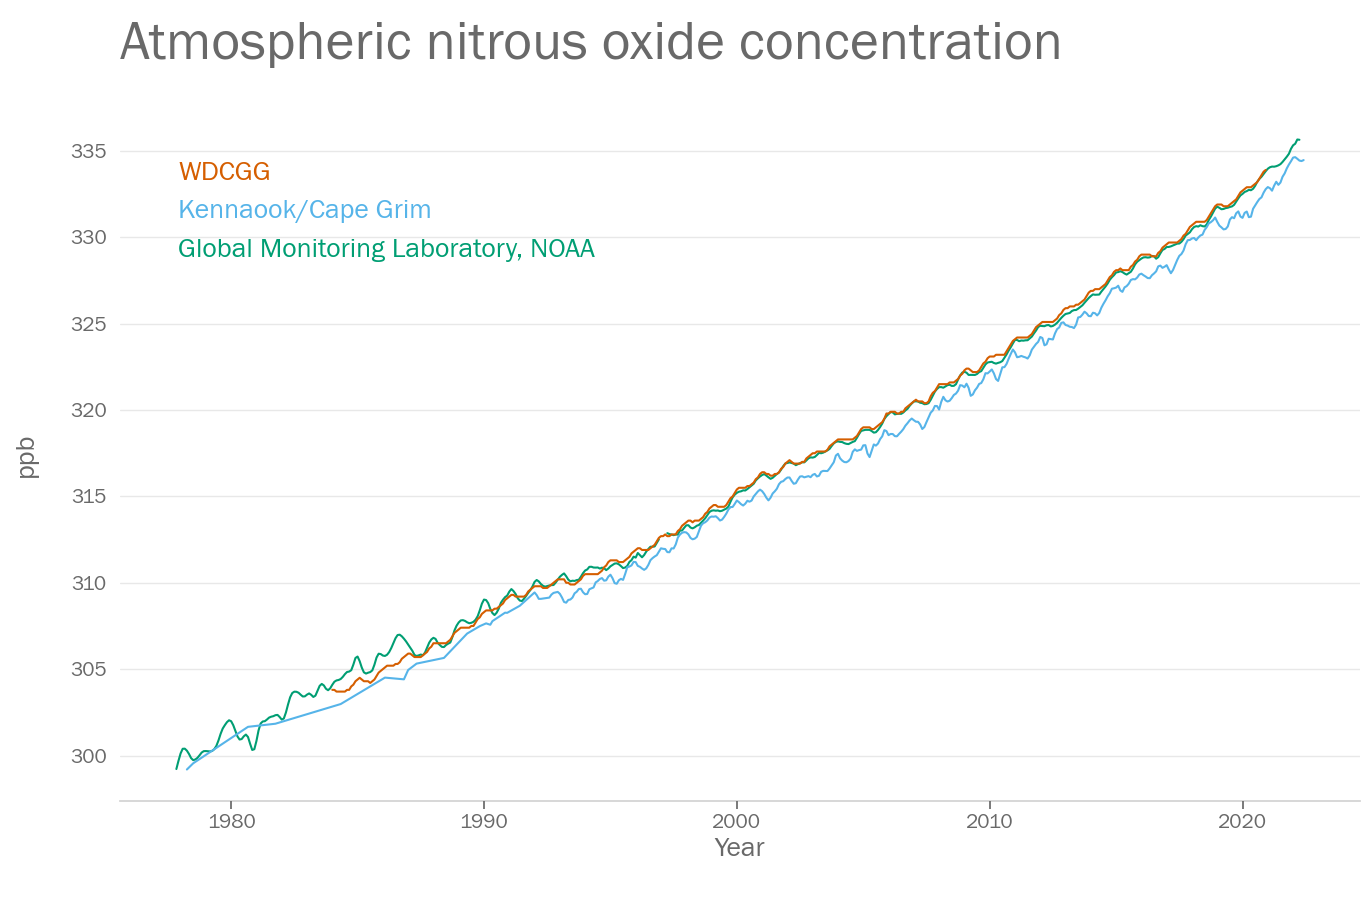 Atmospheric nitrous oxide concentration
335
WDCGG
Kennaook/Cape Grim
330
Global Monitoring Laboratory, NOAA
325
320
ppb
315
310
305
300
1980 1990 2000 2010 2020
Year